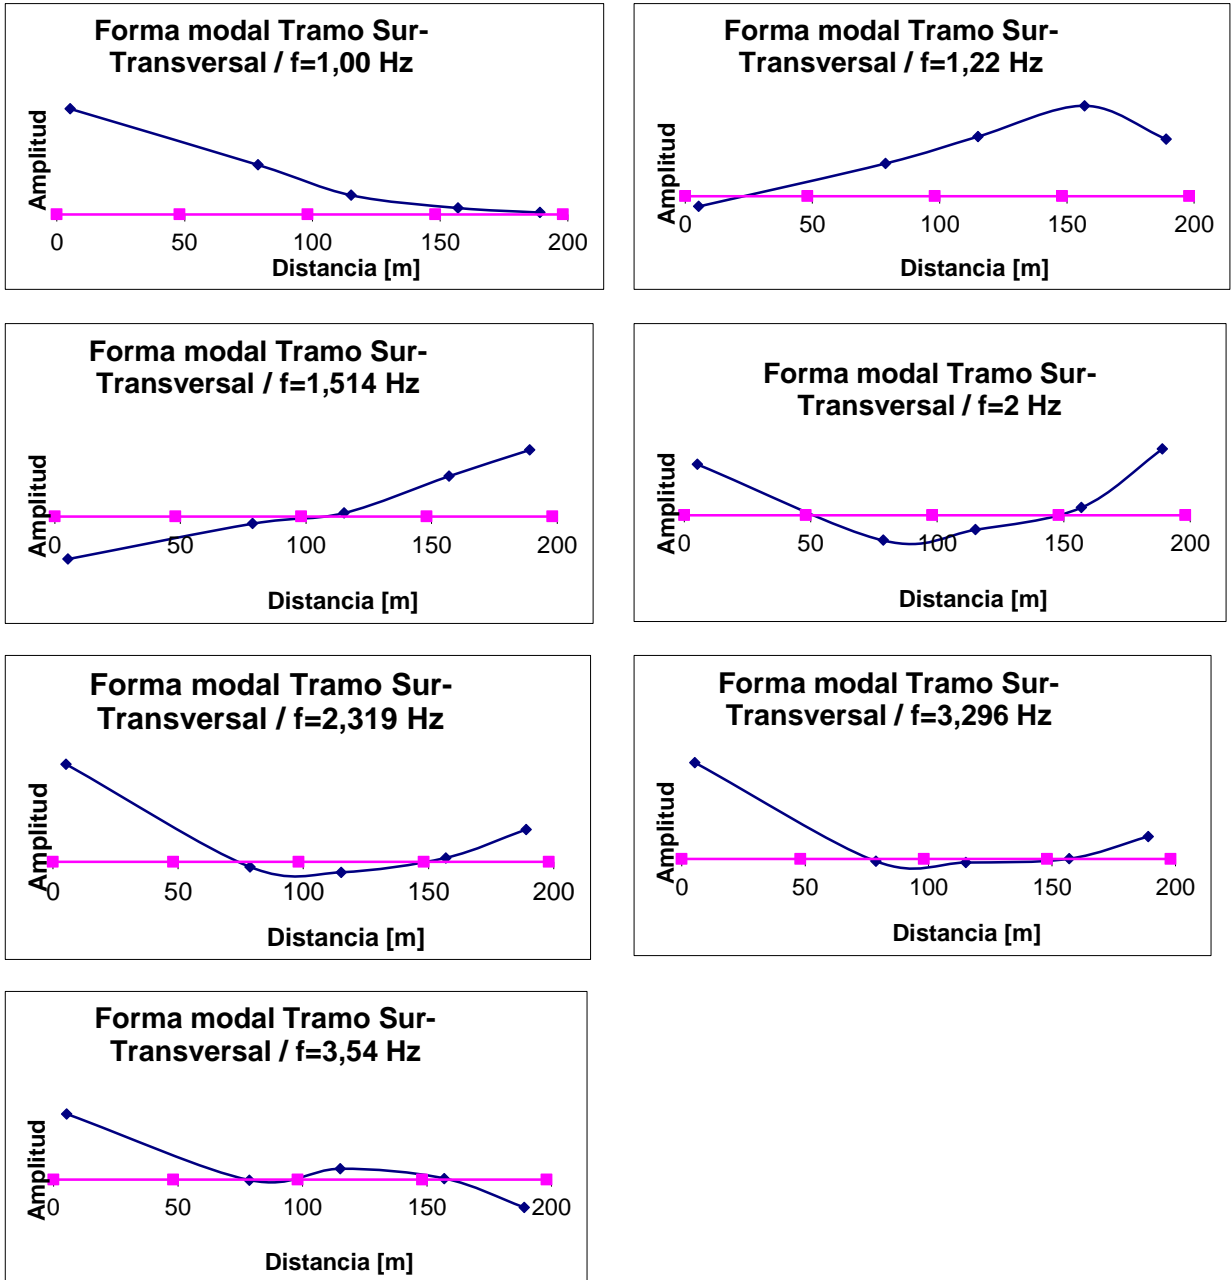 Forma modal Tramo Sur-
Transversal / f=1,00 Hz
Amplitud
0 50 100 150 200
Distancia [m]
Forma modal Tramo Sur-
Transversal / f=1,22 Hz
Amplitud
0 50 100 150 200
Distancia [m]
Forma modal Tramo Sur-
Transversal / f=1,514 Hz
Amplitud
0 50 100 150 200
Distancia [m]
Forma modal Tramo Sur-
Transversal / f=2 Hz
Amplitud
0 50 100 150 200
Distancia [m]
Forma modal Tramo Sur-
Transversal / f=2,319 Hz
Amplitud
0 50 100 150 200
Distancia [m]
Forma modal Tramo Sur-
Transversal / f=3,296 Hz
Amplitud
0 50 100 150 200
Distancia [m]
Forma modal Tramo Sur-
Transversal / f=3,54 Hz
Amplitud
0 50 100 150 200
Distancia [m]